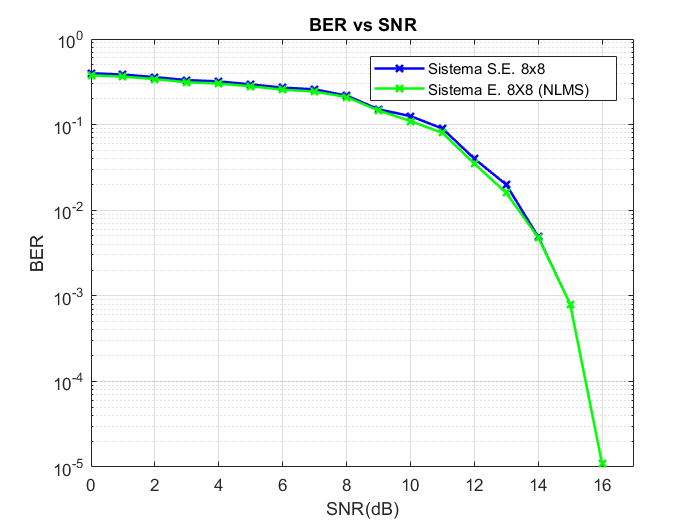 BER vs SNR
Sistema S.E. 8x8
Sistema E. 8X8 (NLMS)
10^0
10^-1
10^-2
10^-3
10^-4
10^-5
BER
0 2 4 6 8 10 12 14 16
SNR(dB)